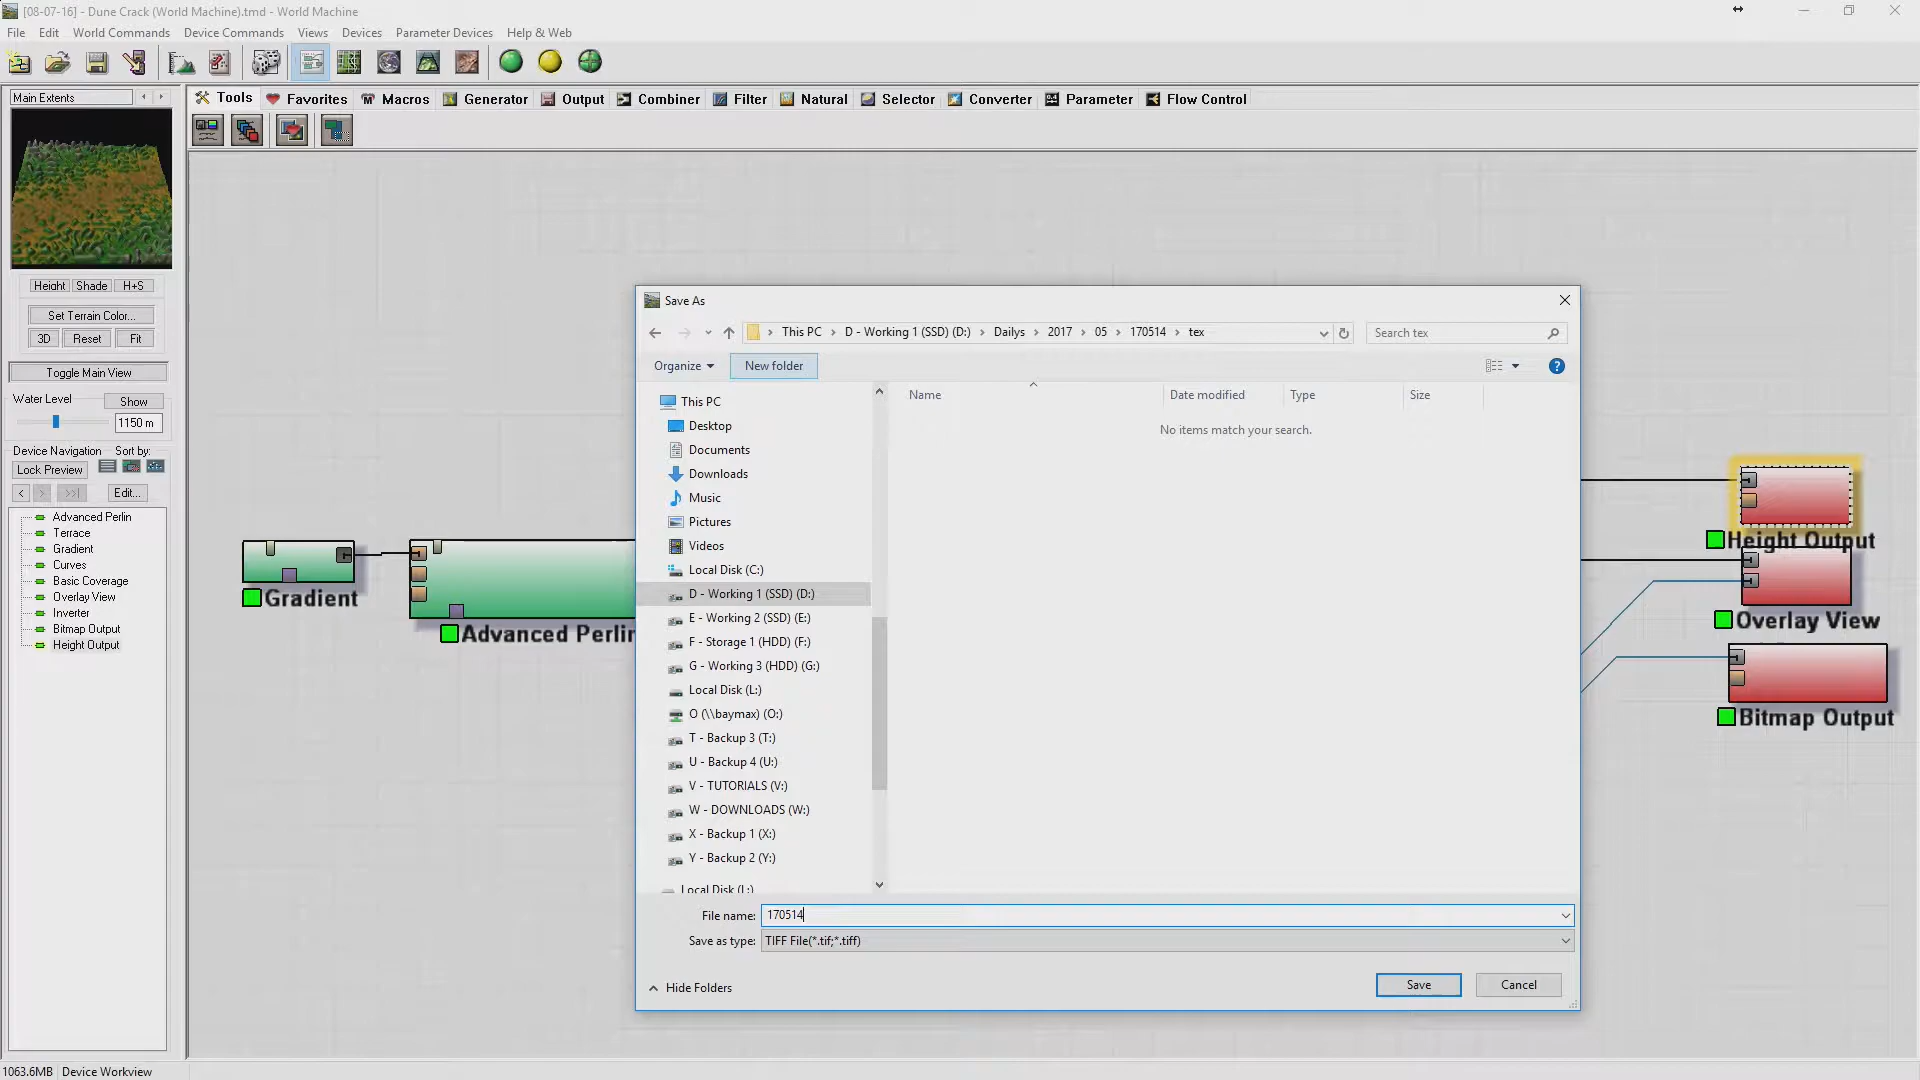 [08-07-16] - Dune Crack (World Machine).tmd - World Machine
File Edit World Commands Device Commands Views Devices Parameter Devices Help & Web
Main Extents
Tools Favorites Macros Generator Output Combiner Filter Natural Selector Converter Parameter Flow Control
Height Shade H+S
Set Terrain Color...
3D Reset Fit
Toggle Main View
Water Level Show
1150 m
Device Navigation Sort by:
Lock Preview
< > >>| Edit...
Advanced Perlin
Terrace
Gradient
Curves
Basic Coverage
Overlay View
Inverter
Bitmap Output
Height Output
Gradient
Advanced Perlin
Save As
This PC > D - Working 1 (SSD) (D:) > Dailys > 2017 > 05 > 170514 > tex
Search tex
Organize New folder
Name Date modified Type Size
No items match your search.
This PC
Desktop
Documents
Downloads
Music
Pictures
Videos
Local Disk (C:)
D - Working 1 (SSD) (D:)
E - Working 2 (SSD) (E:)
F - Storage 1 (HDD) (F:)
G - Working 3 (HDD) (G:)
Local Disk (L:)
O (\\baymax) (O:)
T - Backup 3 (T:)
U - Backup 4 (U:)
V - TUTORIALS (V:)
W - DOWNLOADS (W:)
X - Backup 1 (X:)
Y - Backup 2 (Y:)
Local Disk (L:)
File name: 170514
Save as type: TIFF File(*.tif;*.tiff)
Hide Folders
Save Cancel
Height Output
Overlay View
Bitmap Output
1063.6MB Device Workview